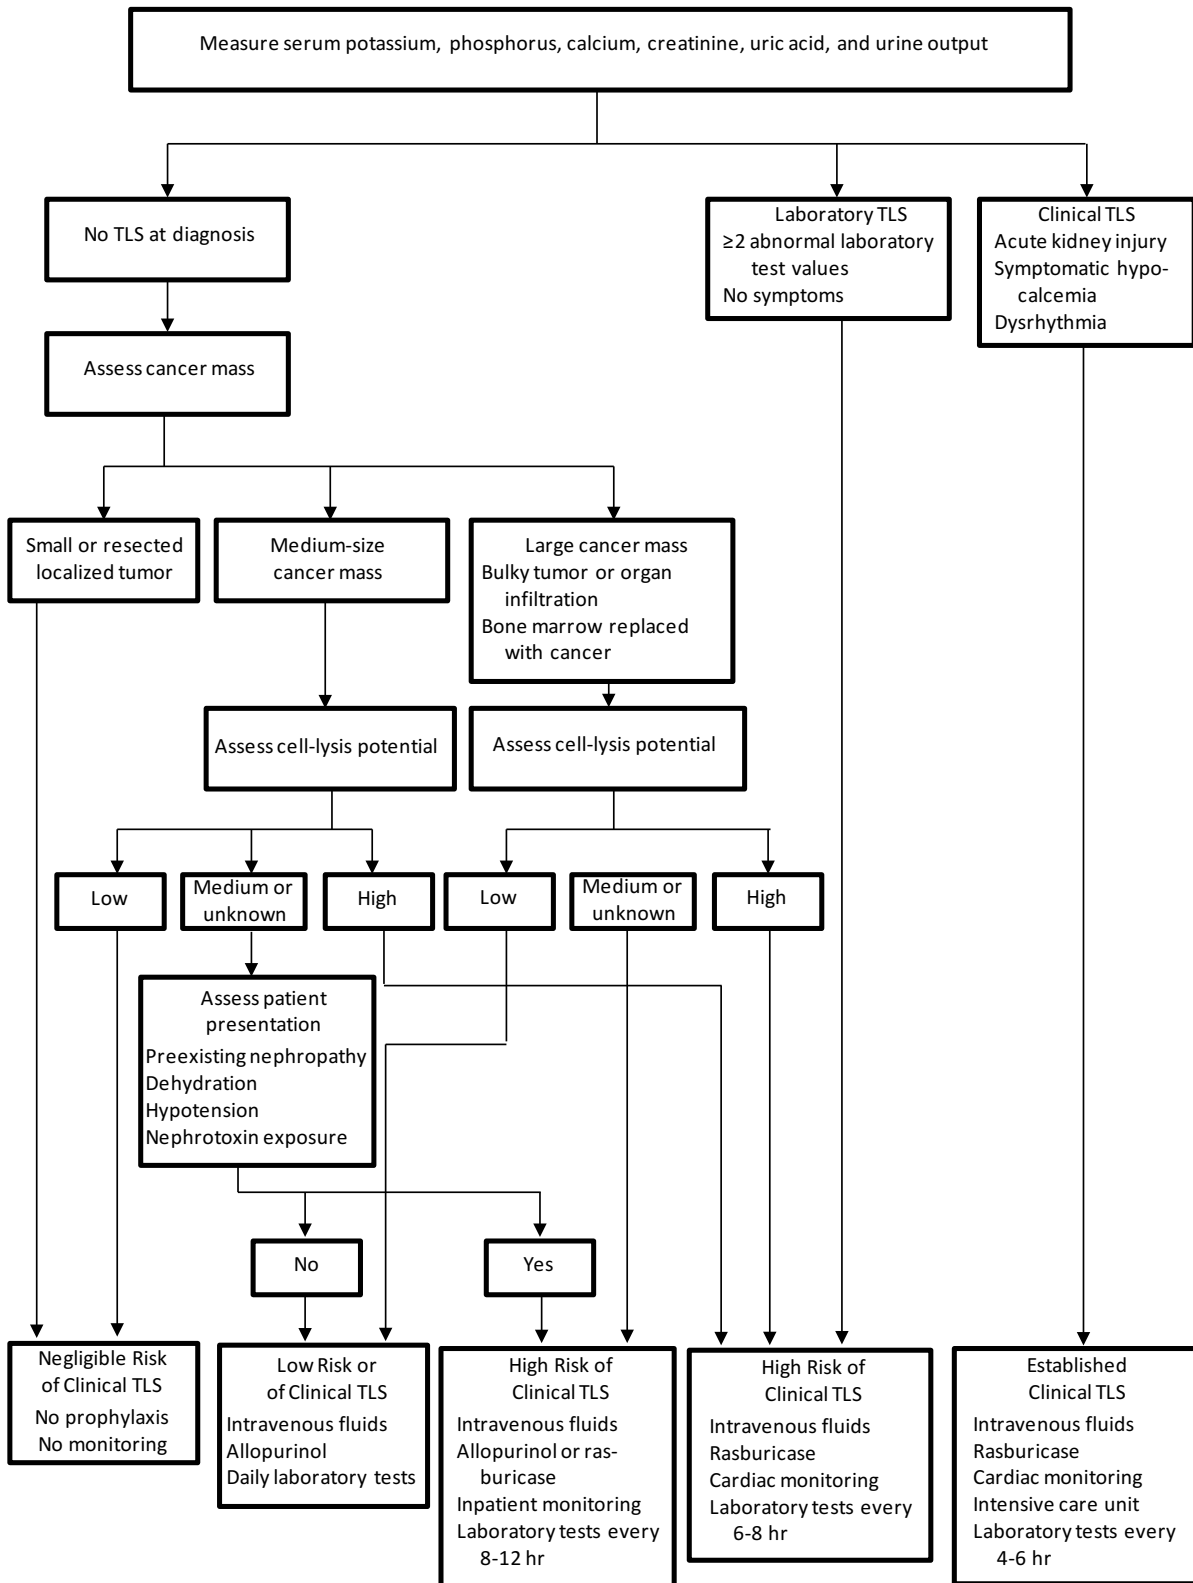 Measure serum potassium, phosphorus, calcium, creatinine, uric acid, and urine output
No TLS at diagnosis
Laboratory TLS
≥2 abnormal laboratory
test values
No symptoms
Clinical TLS
Acute kidney injury
Symptomatic hypo-
calcemia
Dysrhythmia
Assess cancer mass
Small or resected
localized tumor
Medium-size
cancer mass
Large cancer mass
Bulky tumor or organ
infiltration
Bone marrow replaced
with cancer
Assess cell-lysis potential
Assess cell-lysis potential
Low
Medium or
unknown
High
Low
Medium or
unknown
High
Assess patient
presentation
Preexisting nephropathy
Dehydration
Hypotension
Nephrotoxin exposure
No
Yes
Negligible Risk
of Clinical TLS
No prophylaxis
No monitoring
Low Risk or
of Clinical TLS
Intravenous fluids
Allopurinol
Daily laboratory tests
High Risk of
Clinical TLS
Intravenous fluids
Allopurinol or ras-
buricase
Inpatient monitoring
Laboratory tests every
8-12 hr
High Risk of
Clinical TLS
Intravenous fluids
Rasburicase
Cardiac monitoring
Laboratory tests every
6-8 hr
Established
Clinical TLS
Intravenous fluids
Rasburicase
Cardiac monitoring
Intensive care unit
Laboratory tests every
4-6 hr